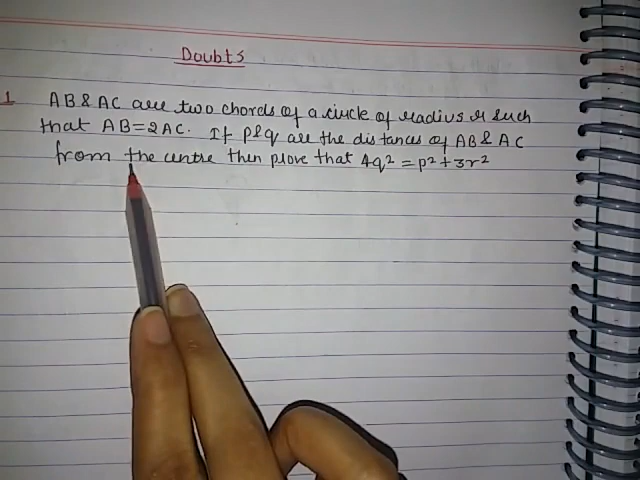 Doubts
1 AB & AC are two chords of a circle of radius r such
that AB = 2AC. If p & q are the distances of AB & AC
from the centre then prove that 4q² = p² + 3r²